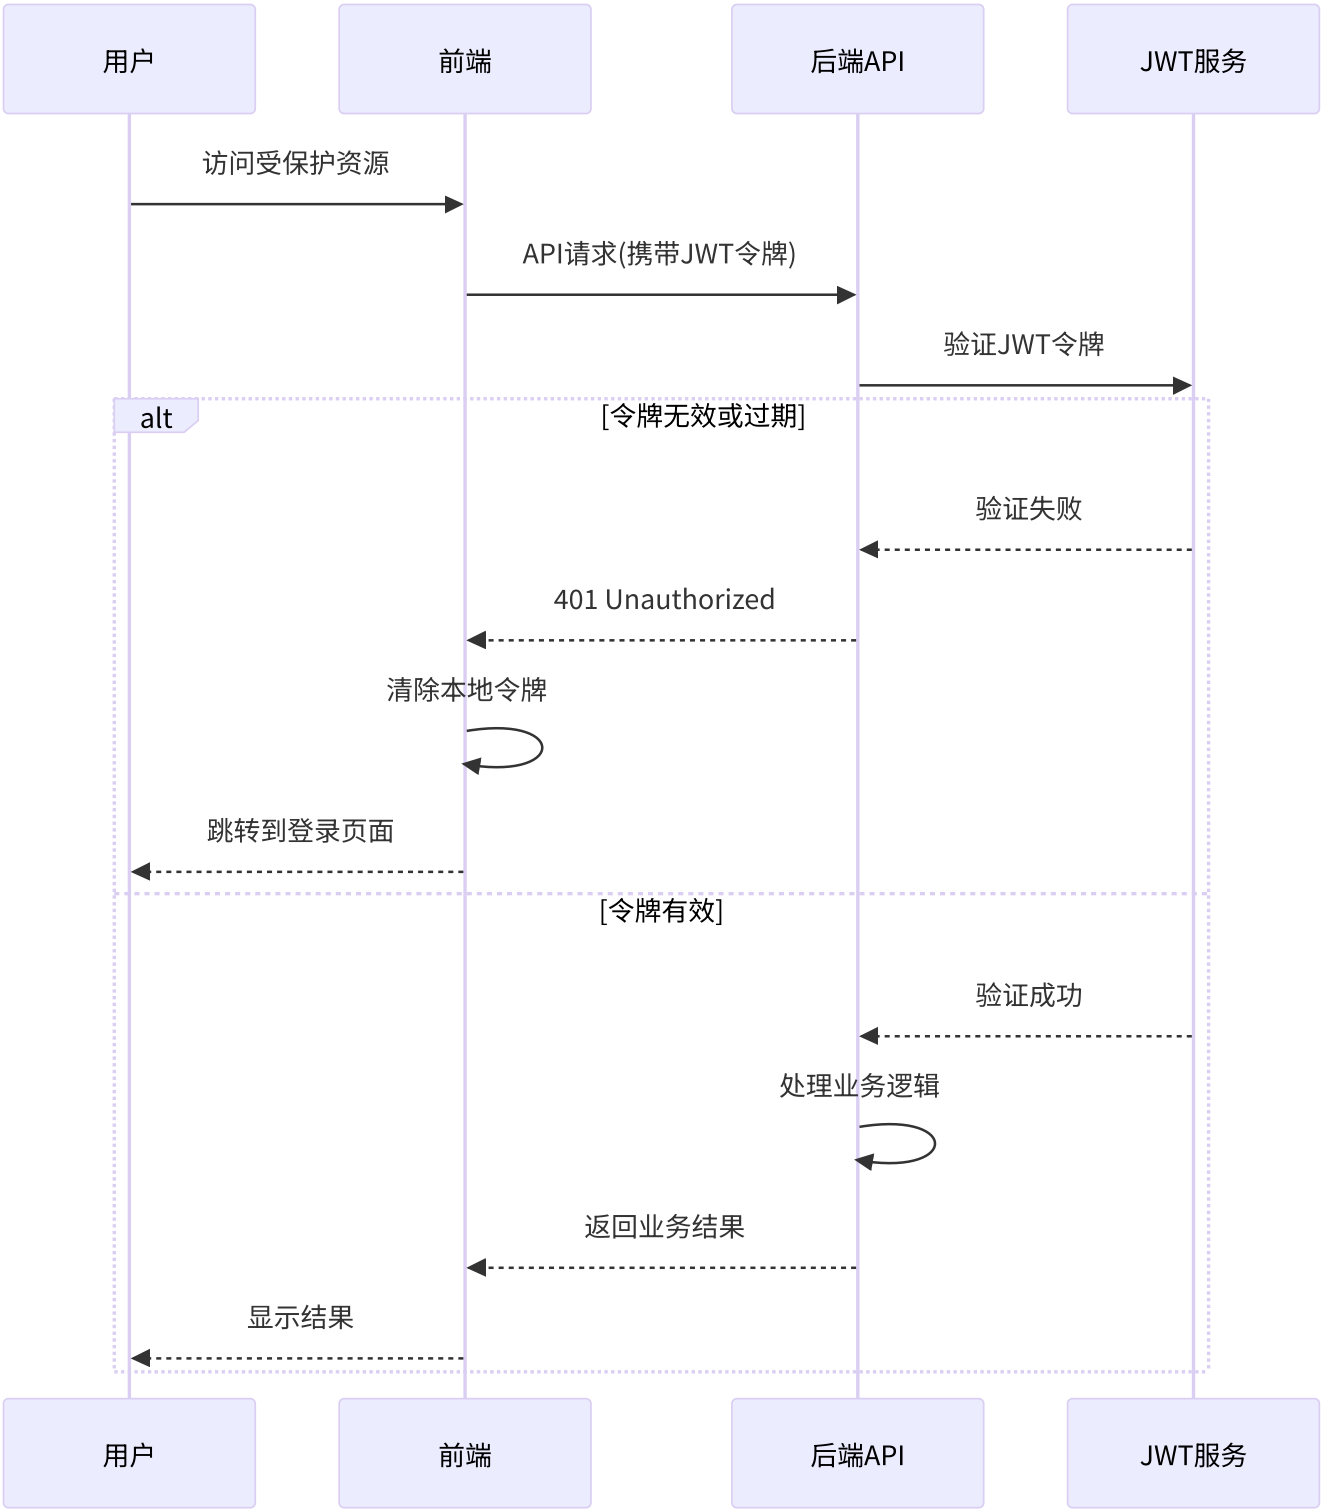 用户
前端
后端API
JWT服务
访问受保护资源
API请求(携带JWT令牌)
验证JWT令牌
alt
[令牌无效或过期]
验证失败
401 Unauthorized
清除本地令牌
跳转到登录页面
[令牌有效]
验证成功
处理业务逻辑
返回业务结果
显示结果
用户
前端
后端API
JWT服务